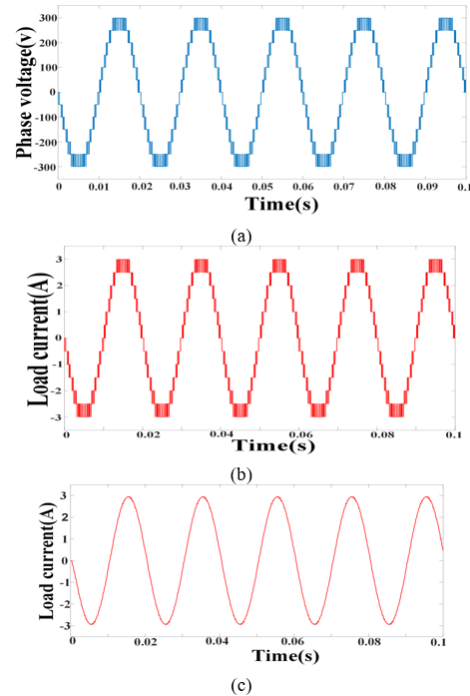 Phase voltage(v)
300
200
100
0
-100
-200
-300
0 0.01 0.02 0.03 0.04 0.05 0.06 0.07 0.08 0.09 0.1
Time(s)
(a)
Load current(A)
3
2
1
0
-1
-2
-3
0 0.02 0.04 0.06 0.08 0.1
Time(s)
(b)
Load current(A)
3
2
1
0
-1
-2
-3
0.02 0.04 0.06 0.08 0.1
Time(s)
(c)